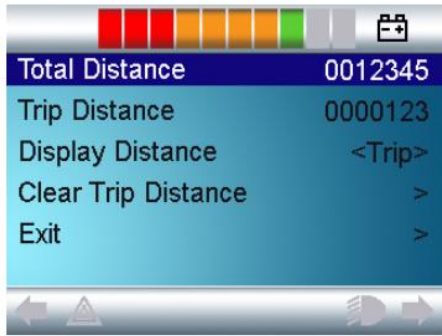 Total Distance 0012345
Trip Distance 0000123
Display Distance <Trip>
Clear Trip Distance >
Exit >